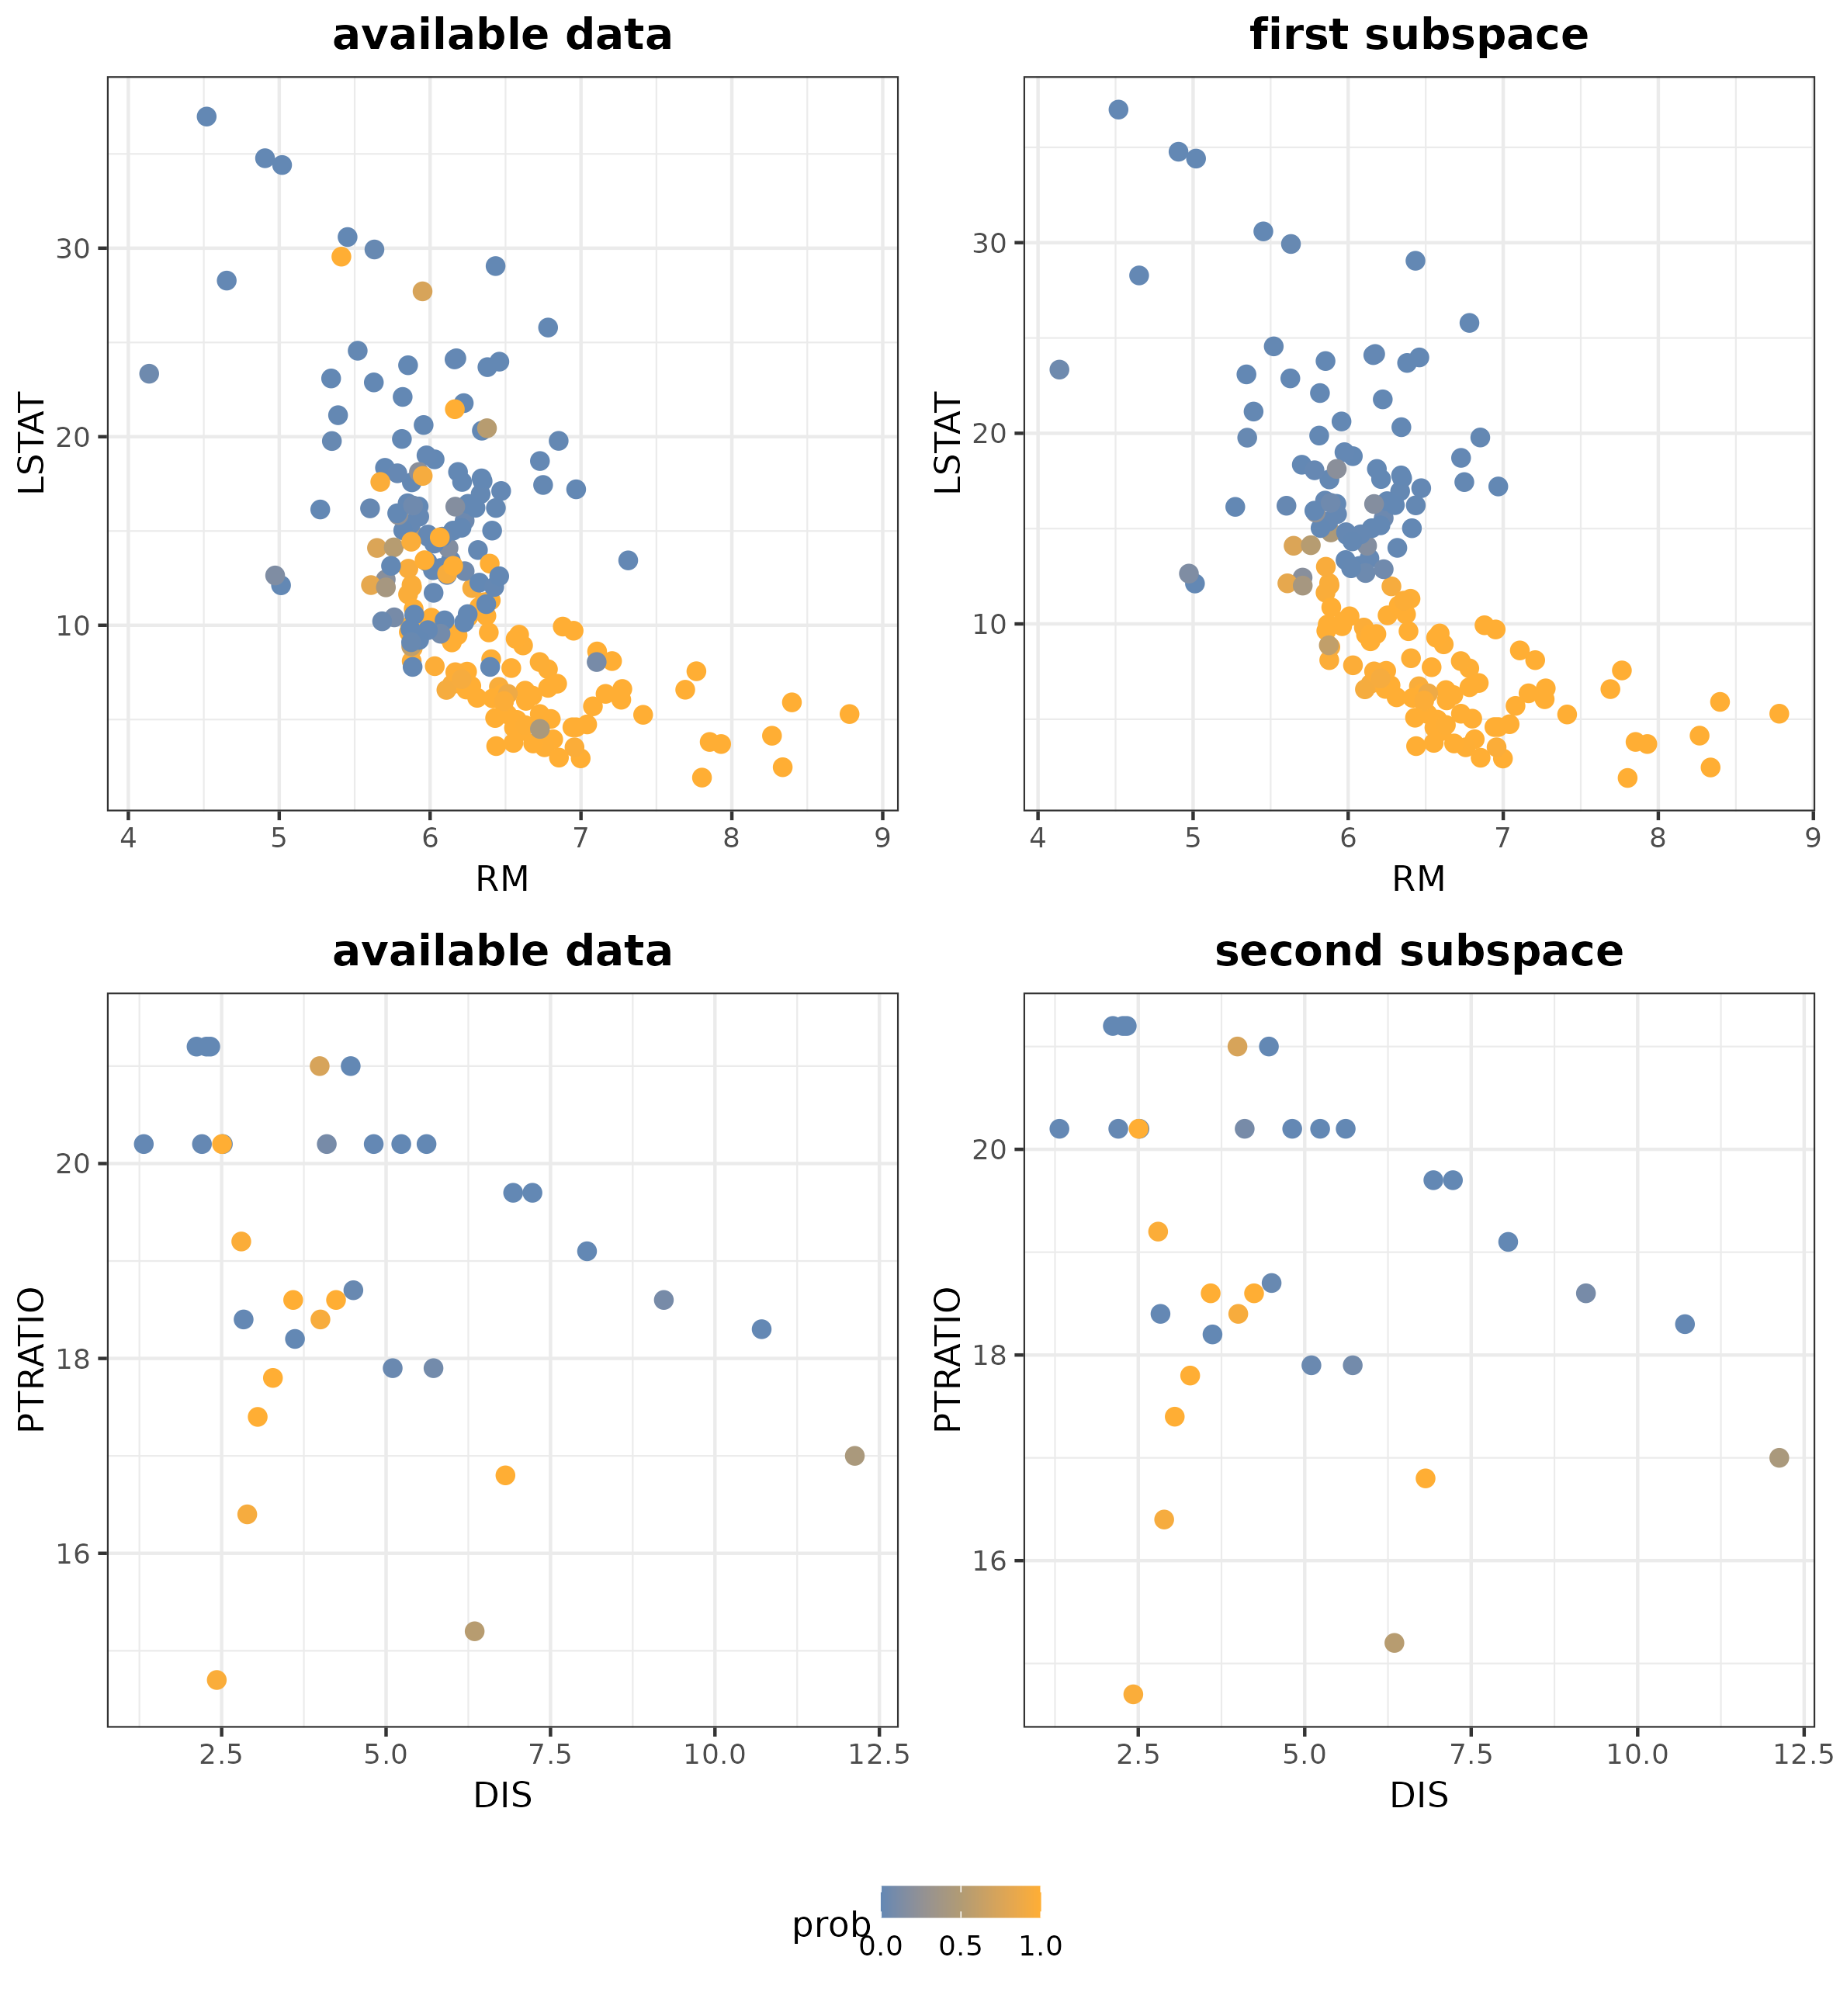 available data
first subspace
LSTAT
30
20
10
4 5 6 7 8 9
RM
LSTAT
30
20
10
4 5 6 7 8 9
RM
available data
second subspace
PTRATIO
20
18
16
2.5 5.0 7.5 10.0 12.5
DIS
PTRATIO
20
18
16
2.5 5.0 7.5 10.0 12.5
DIS
prob
0.0 0.5 1.0